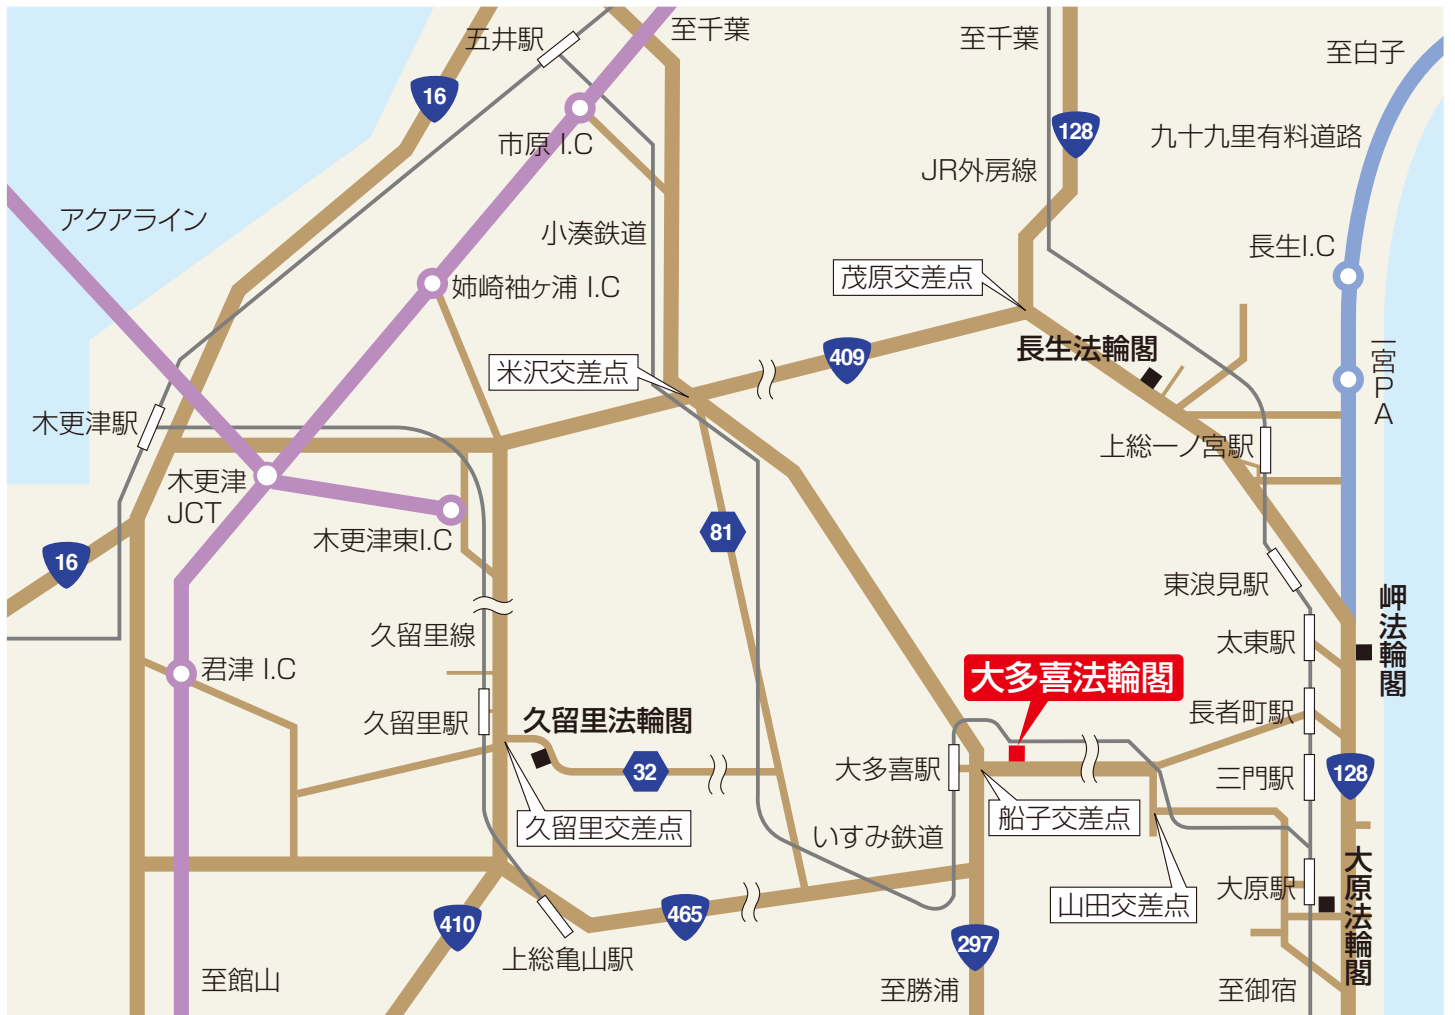 五井駅
至千葉
至千葉
至白子
16
128
市原 I.C
九十九里有料道路
JR外房線
アクアライン
小湊鉄道
長生I.C
姉崎袖ヶ浦 I.C
茂原交差点
長生法輪閣
409
米沢交差点
一宮PA
木更津駅
上総一ノ宮駅
木更津
JCT
木更津東I.C
81
16
東浪見駅
岬法輪閣
久留里線
太東駅
君津 I.C
大多喜法輪閣
久留里駅
久留里法輪閣
長者町駅
32
大多喜駅
三門駅
128
久留里交差点
船子交差点
いすみ鉄道
大原駅
大原法輪閣
山田交差点
410
465
297
上総亀山駅
至館山
至勝浦
至御宿